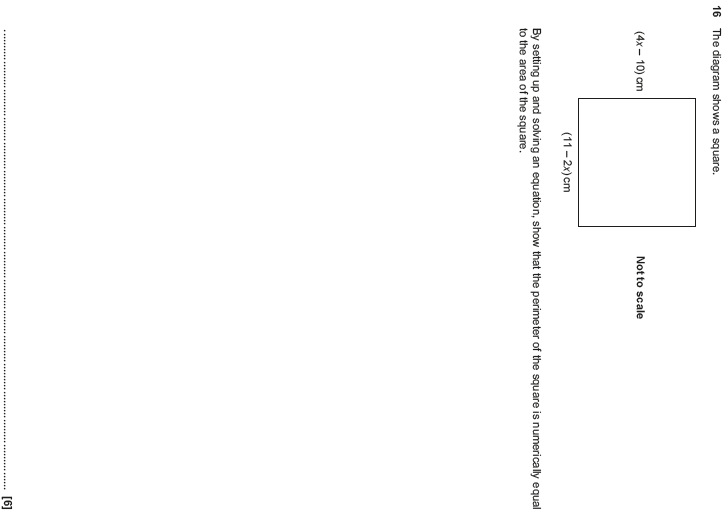 16 The diagram shows a square.
(4x – 10) cm
Not to scale
(11 – 2x) cm
By setting up and solving an equation, show that the perimeter of the square is numerically equal
to the area of the square.
[6]